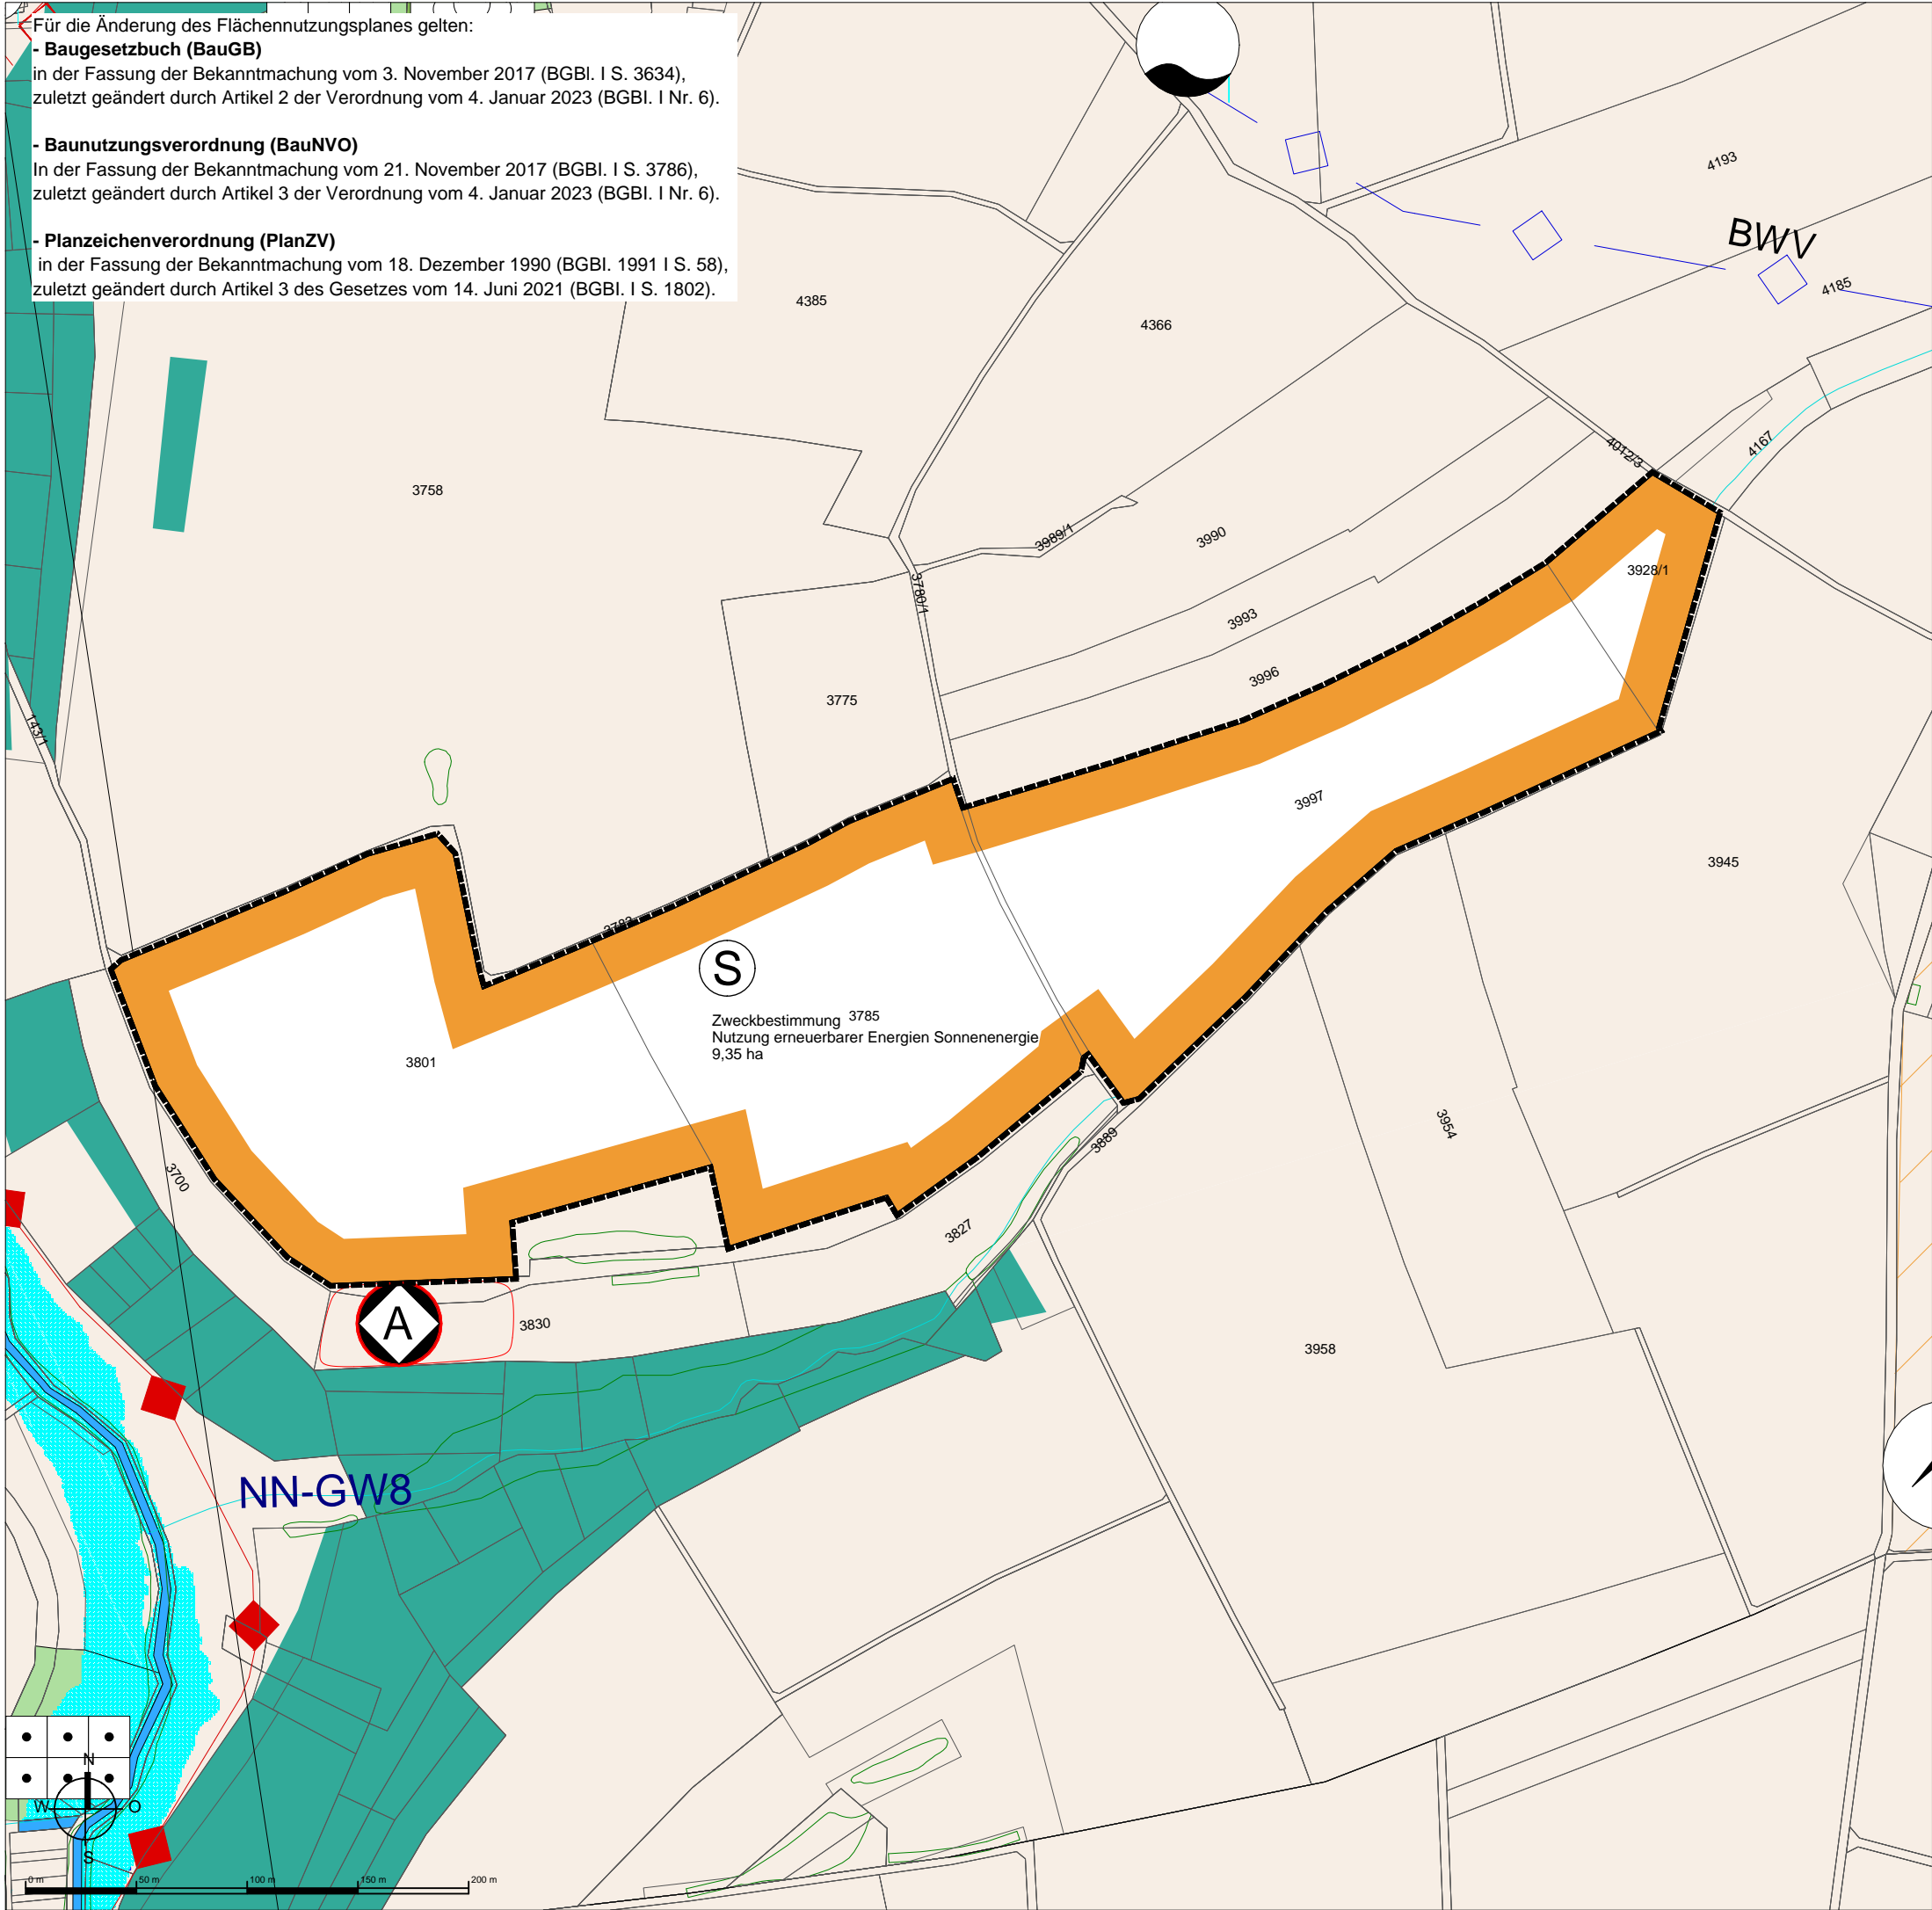 Für die Änderung des Flächennutzungsplanes gelten:
- Baugesetzbuch (BauGB)
in der Fassung der Bekanntmachung vom 3. November 2017 (BGBl. I S. 3634),
zuletzt geändert durch Artikel 2 der Verordnung vom 4. Januar 2023 (BGBl. I Nr. 6).
- Baunutzungsverordnung (BauNVO)
In der Fassung der Bekanntmachung vom 21. November 2017 (BGBl. I S. 3786),
zuletzt geändert durch Artikel 3 der Verordnung vom 4. Januar 2023 (BGBl. I Nr. 6).
- Planzeichenverordnung (PlanZV)
in der Fassung der Bekanntmachung vom 18. Dezember 1990 (BGBl. 1991 I S. 58),
zuletzt geändert durch Artikel 3 des Gesetzes vom 14. Juni 2021 (BGBl. I S. 1802).
4193
BWV
4185
4385
4366
4167
4012/3
3758
3989/1
3990
3928/1
3780/1
3993
3996
3775
143/1
3997
3945
S
Zweckbestimmung 3785
Nutzung erneuerbarer Energien Sonnenenergie
9,35 ha
3801
3954
3889
3700
3827
A
3830
3958
NN-GW8
N
W O
S
0 m 50 m 100 m 150 m 200 m